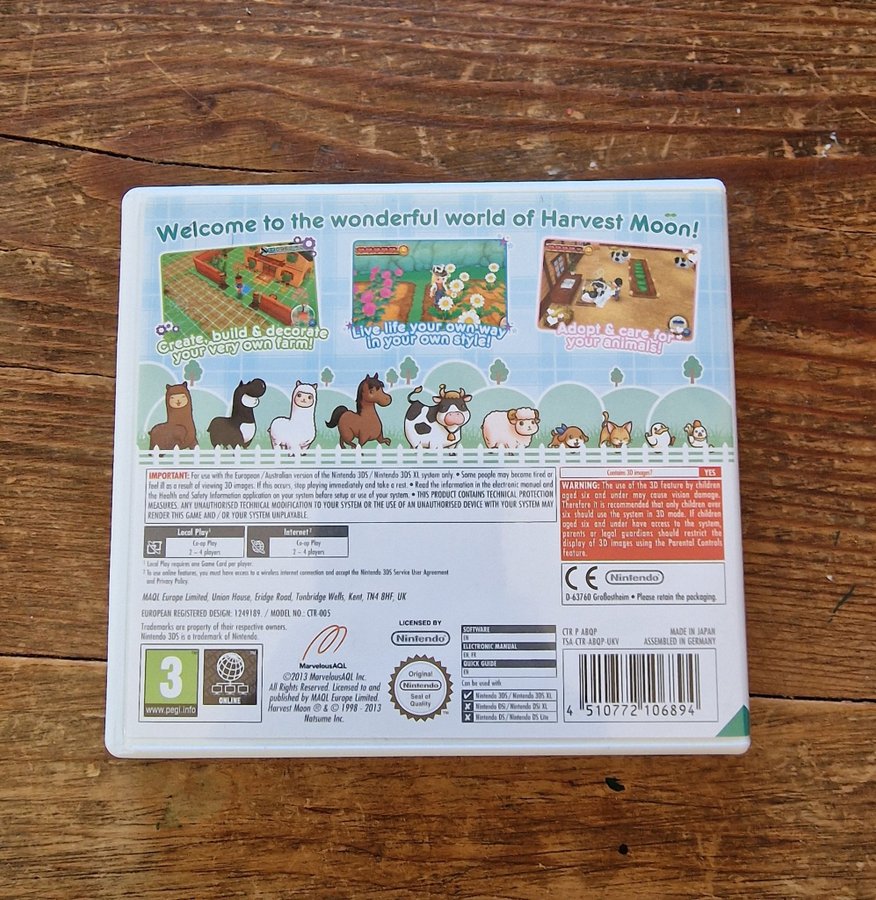 Welcome to the wonderful world of Harvest Moon!
Create, build & decorate
your very own farm!
Live life your own way
in your own style!
Adopt & care for
your animals!
IMPORTANT: For use with the European / Australian version of the Nintendo 3DS / Nintendo 3DS XL system only • Some people may become tired or
feel ill as a result of viewing 3D images. If this occurs, stop playing immediately and take a rest. • Read the information in the electronic manual and
the Health and Safety Information application on your system before setup or use of your system. • THIS PRODUCT CONTAINS TECHNICAL PROTECTION
MEASURES. ANY UNAUTHORISED TECHNICAL MODIFICATION TO YOUR SYSTEM OR THE USE OF AN UNAUTHORISED DEVICE WITH YOUR SYSTEM MAY
RENDER THIS GAME AND / OR YOUR SYSTEM UNPLAYABLE.
Contains 3D images? YES
WARNING: The use of the 3D feature by children
aged six and under may cause vision damage.
Therefore it is recommended that only children over
six should use the system in 3D mode. If children
aged six and under have access to the system,
parents or legal guardians should restrict the
display of 3D images using the Parental Controls
feature.
CE Nintendo
D-63760 Großostheim • Please retain the packaging.
Local Play¹
Co-op Play
2 – 4 players
Internet²
Co-op Play
2 – 4 players
¹ Local Play requires one Game Card per player.
² To use online features, you must have access to a wireless internet connection and accept the Nintendo 3DS Service User Agreement
and Privacy Policy.
MAQL Europe Limited, Union House, Eridge Road, Tunbridge Wells, Kent, TN4 8HF, UK
EUROPEAN REGISTERED DESIGN: 1249189. / MODEL NO.: CTR-005
Trademarks are property of their respective owners.
Nintendo 3DS is a trademark of Nintendo.
3
www.pegi.info
ONLINE
MarvelousAQL
©2013 MarvelousAQL Inc.
All Rights Reserved. Licensed to and
published by MAQL Europe Limited.
Harvest Moon ® & © 1998 - 2013
Natsume Inc.
LICENSED BY
Nintendo
Original
Nintendo
Seal of
Quality
SOFTWARE
EN
ELECTRONIC MANUAL
EN, FR
QUICK GUIDE
EN
Can be used with
Nintendo 3DS / Nintendo 3DS XL
Nintendo DSi / Nintendo DSi XL
Nintendo DS / Nintendo DS Lite
CTR P ABQP
TSA-CTR-ABQP-UKV
MADE IN JAPAN
ASSEMBLED IN GERMANY
4 510772 106894